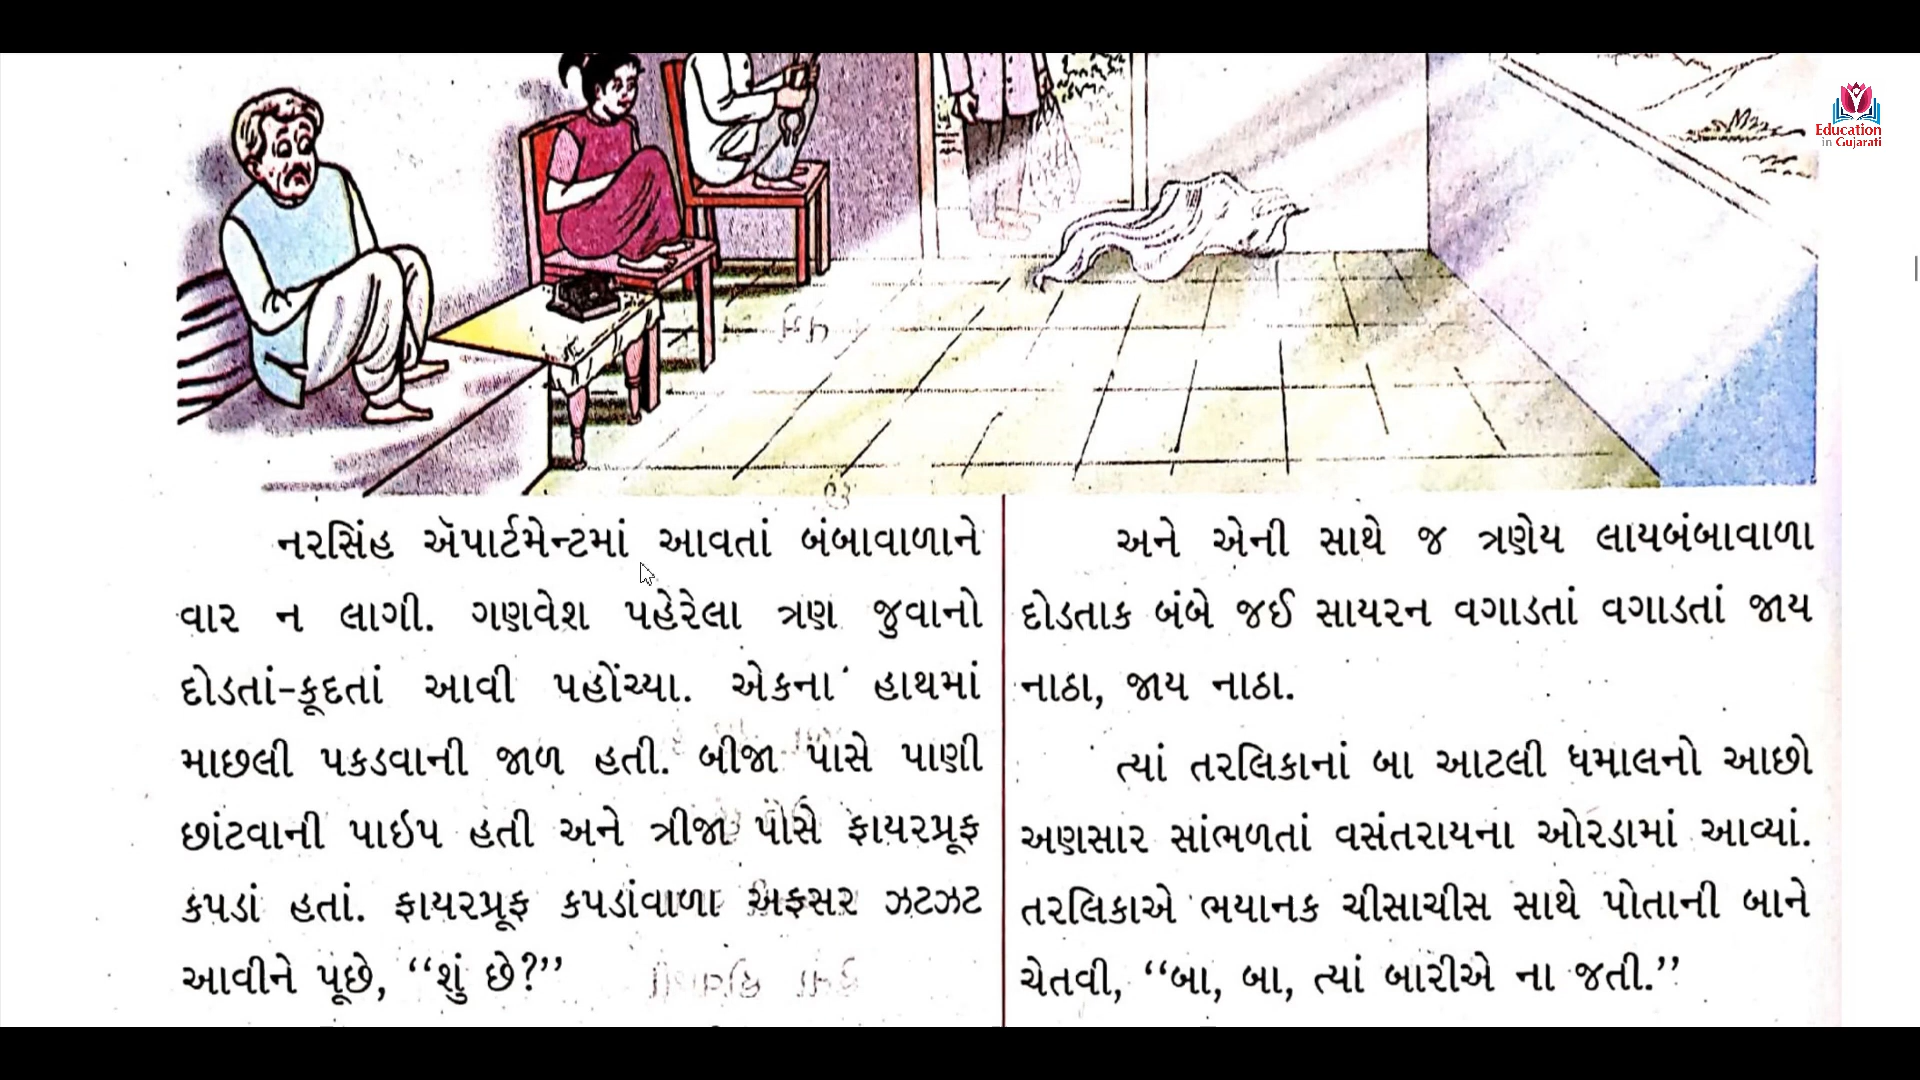 Education
in Gujarati
નરસિંહ ઍપાર્ટમેન્ટમાં આવતાં બંબાવાળાને
વાર ન લાગી. ગણવેશ પહેરેલા ત્રણ જુવાનો
દોડતાં-કૂદતાં આવી પહોંચ્યા. એકના હાથમાં
માછલી પકડવાની જાળ હતી. બીજા પાસે પાણી
છાંટવાની પાઇપ હતી અને ત્રીજા પાસે ફાયરપ્રૂફ
કપડાં હતાં. ફાયરપ્રૂફ કપડાંવાળા અફસર ઝટઝટ
આવીને પૂછે, “શું છે?”
અને એની સાથે જ ત્રણેય લાયબંબાવાળા
દોડતાક બંબે જઈ સાયરન વગાડતાં વગાડતાં જાય
નાઠા, જાય નાઠા.
ત્યાં તરલિકાનાં બા આટલી ધમાલનો આછો
અણસાર સાંભળતાં વસંતરાયના ઓરડામાં આવ્યાં.
તરલિકાએ ભયાનક ચીસાચીસ સાથે પોતાની બાને
ચેતવી, “બા, બા, ત્યાં બારીએ ના જતી.”